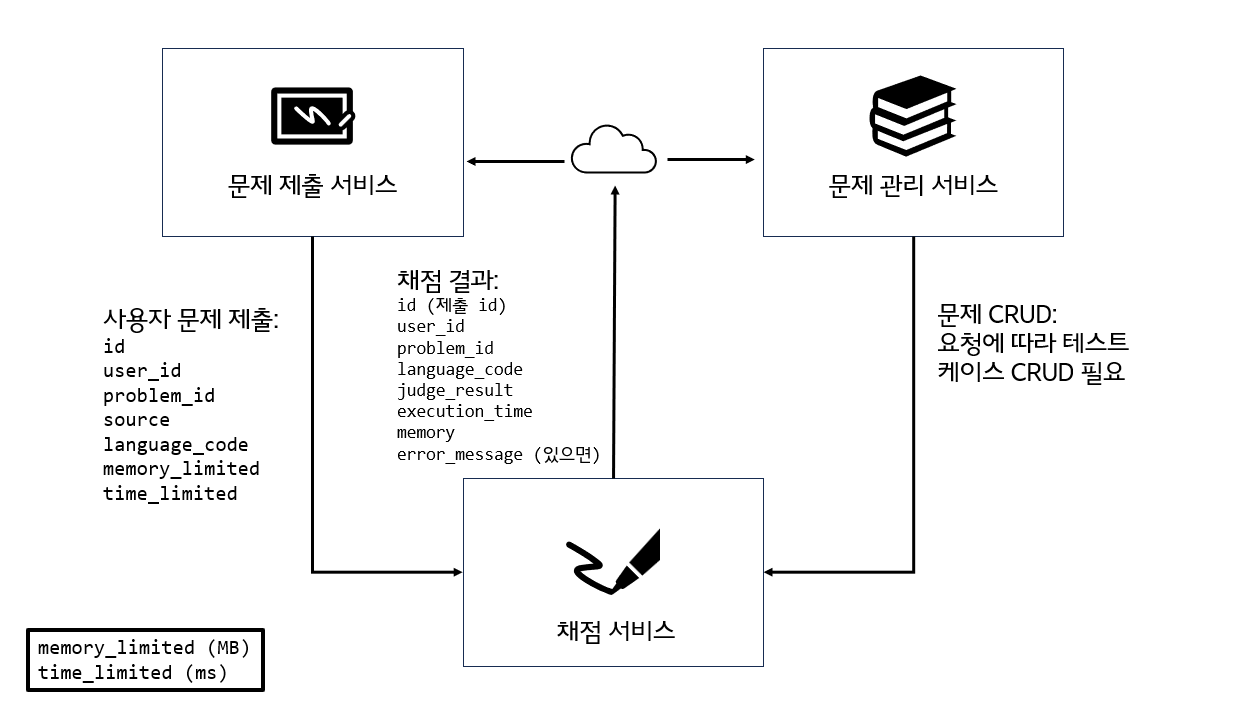 문제 제출 서비스
문제 관리 서비스
사용자 문제 제출:
id
user_id
problem_id
source
language_code
memory_limited
time_limited
채점 결과:
id (제출 id)
user_id
problem_id
language_code
judge_result
execution_time
memory
error_message (있으면)
문제 CRUD:
요청에 따라 테스트
케이스 CRUD 필요
채점 서비스
memory_limited (MB)
time_limited (ms)